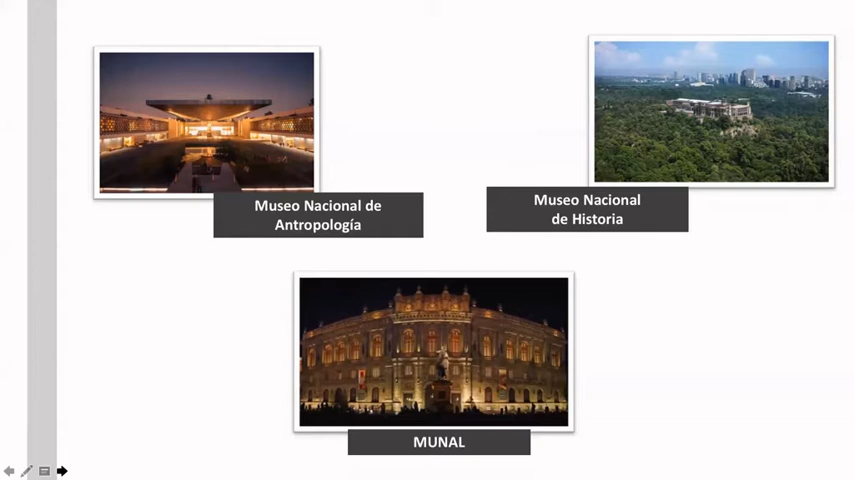 Museo Nacional de
Antropología
Museo Nacional
de Historia
MUNAL